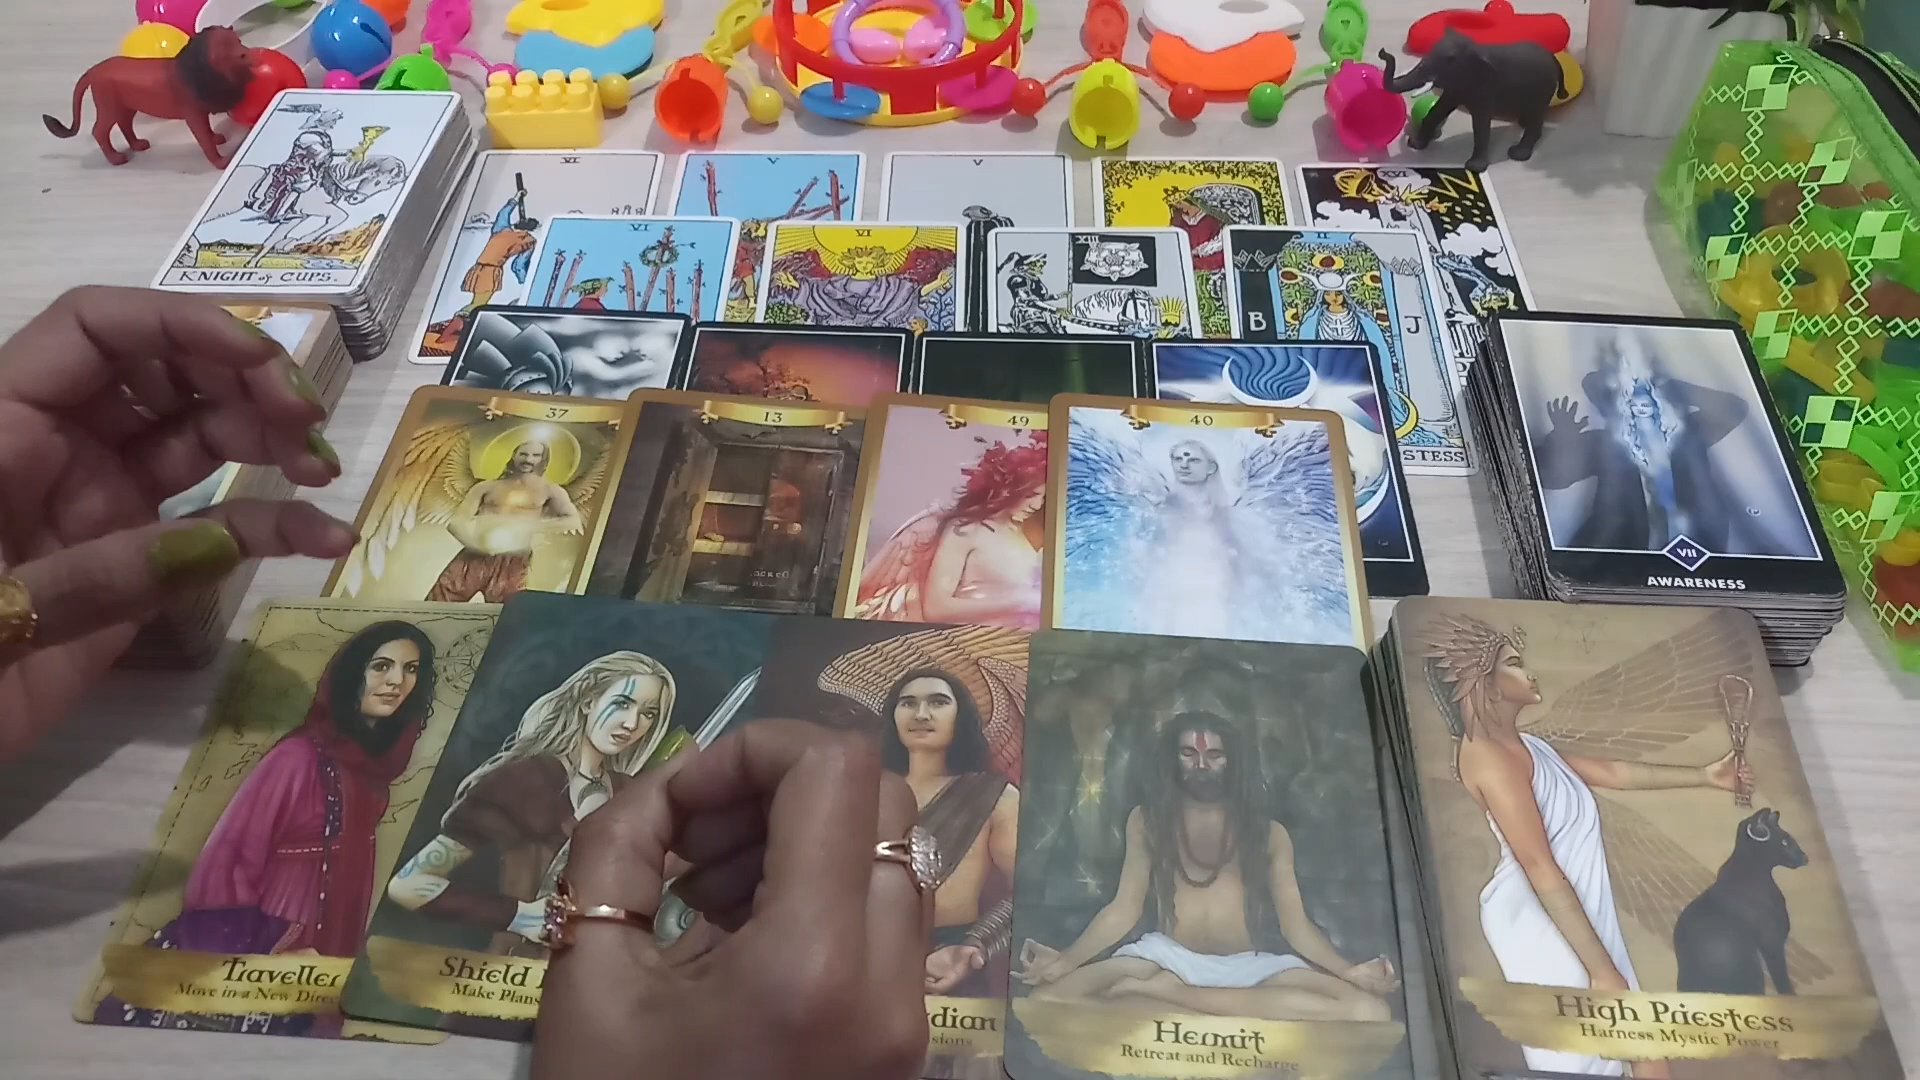 KNIGHT of CUPS.
VI
V
V
XVI
VI
VI
XIII
II
B
J
STESS
37
13
49
40
VII
AWARENESS
Traveller
Move in a New Direc
Shield
Make Plans
dian
sions
Hermit
Retreat and Recharge
High Priestess
Harness Mystic Power